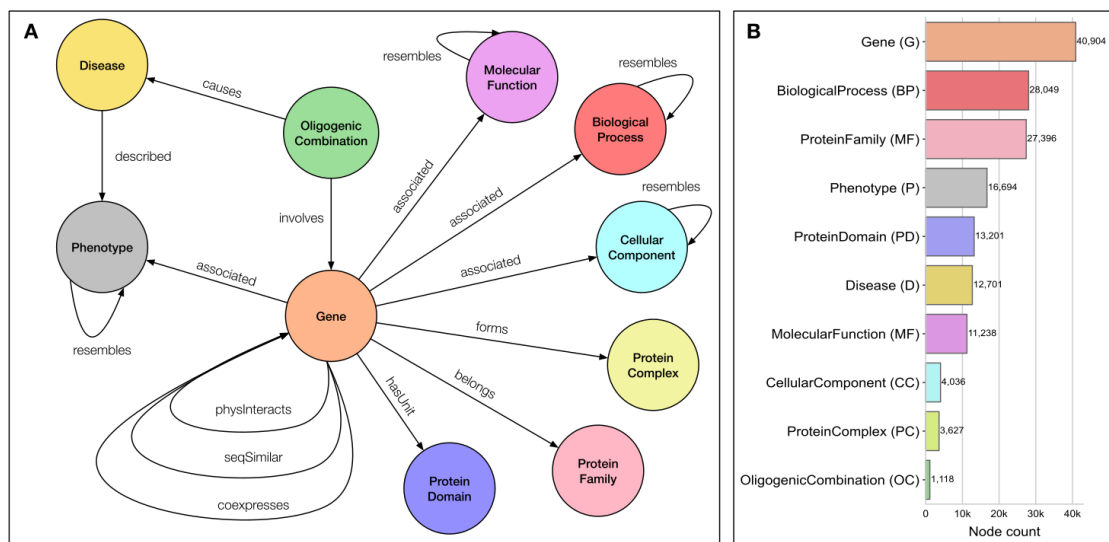 A
Disease
causes
described
Oligogenic
Combination
resembles
Molecular
Function
resembles
Biological
Process
resembles
Cellular
Component
involves
associated
associated
associated
associated
Phenotype
resembles
Gene
forms
Protein
Complex
belongs
Protein
Family
hasUnit
Protein
Domain
physInteracts
seqSimilar
coexpresses
B
Gene (G)
40,904
BiologicalProcess (BP)
28,049
ProteinFamily (MF)
27,396
Phenotype (P)
16,694
ProteinDomain (PD)
13,201
Disease (D)
12,701
MolecularFunction (MF)
11,238
CellularComponent (CC)
4,036
ProteinComplex (PC)
3,627
OligogenicCombination (OC)
1,118
0 10k 20k 30k 40k
Node count